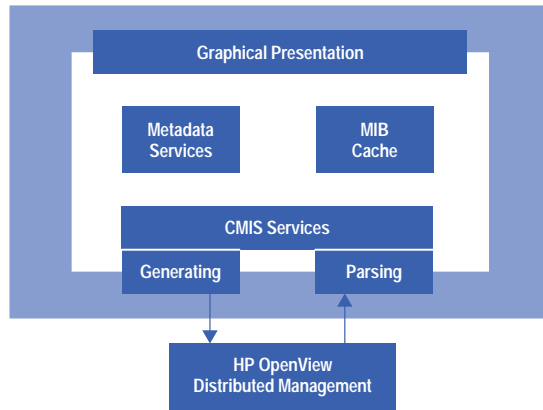 Graphical Presentation
Metadata
Services
MIB
Cache
CMIS Services
Generating
Parsing
HP OpenView
Distributed Management